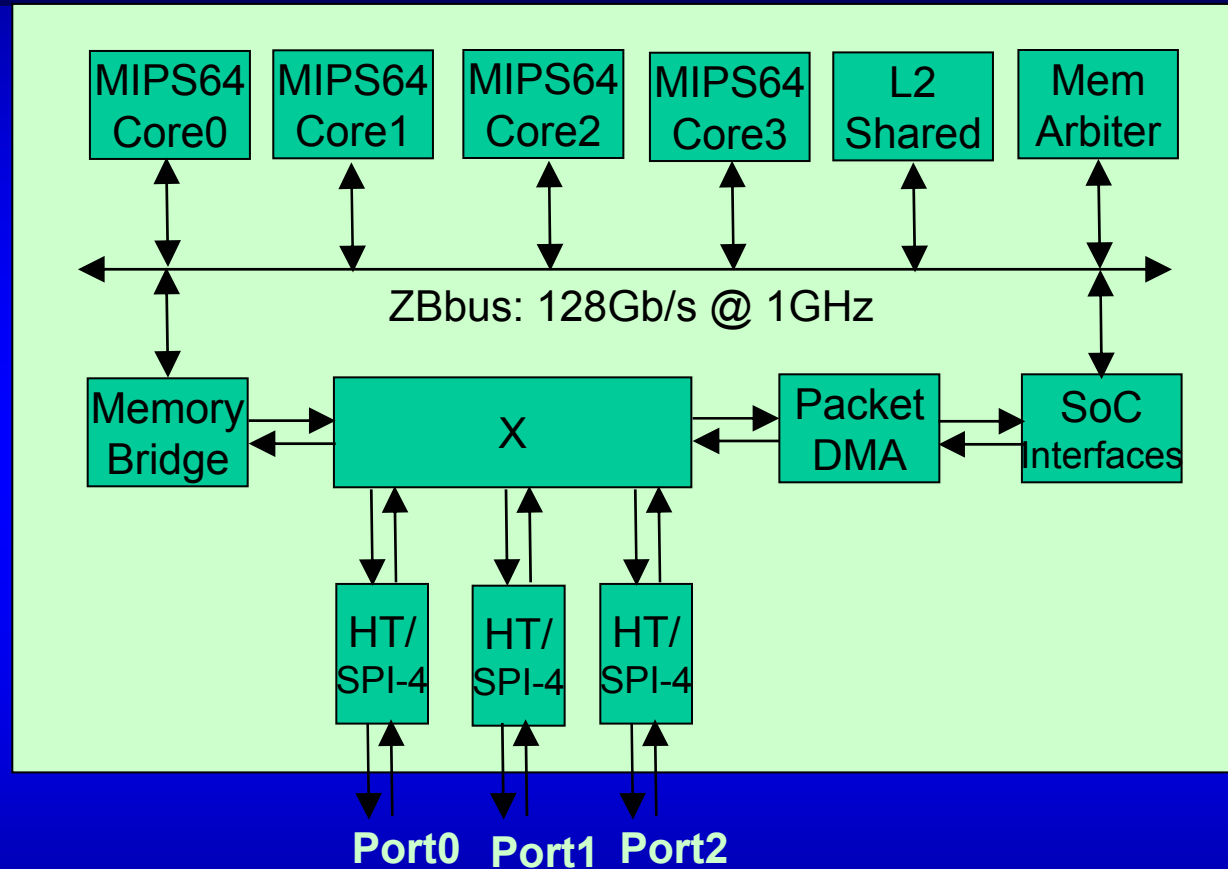 MIPS64
Core0
MIPS64
Core1
MIPS64
Core2
MIPS64
Core3
L2
Shared
Mem
Arbiter
ZBbus: 128Gb/s @ 1GHz
Memory
Bridge
X
Packet
DMA
SoC
Interfaces
HT/
SPI-4
HT/
SPI-4
HT/
SPI-4
Port0
Port1
Port2